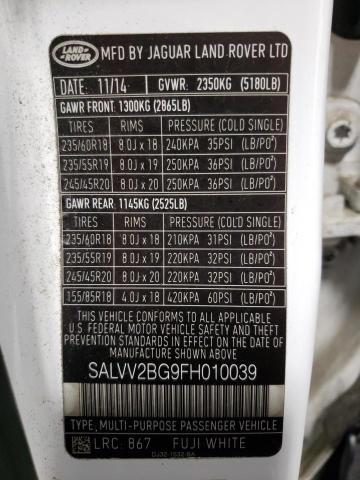 LAND ROVER
MFD BY JAGUAR LAND ROVER LTD
DATE: 11/14 GVWR: 2350KG (5180LB)
GAWR FRONT: 1300KG (2865LB)
TIRES RIMS PRESSURE (COLD SINGLE)
235/60R18 8.0J x 18 240KPA 35PSI (LB/PO²)
235/55R19 8.0J x 19 250KPA 36PSI (LB/PO²)
245/45R20 8.0J x 20 250KPA 36PSI (LB/PO²)
GAWR REAR: 1145KG (2525LB)
TIRES RIMS PRESSURE (COLD SINGLE)
235/60R18 8.0J x 18 210KPA 31PSI (LB/PO²)
235/55R19 8.0J x 19 220KPA 32PSI (LB/PO²)
245/45R20 8.0J x 20 220KPA 32PSI (LB/PO²)
155/85R18 4.0J x 18 420KPA 60PSI (LB/PO²)
THIS VEHICLE CONFORMS TO ALL APPLICABLE
FEDERAL MOTOR VEHICLE SAFETY AND THEFT
PREVENTION STANDARDS IN EFFECT ON THE DATE
OF MANUFACTURE SHOWN ABOVE.
SALVV2BG9FH010039
TYPE: MULTI-PURPOSE PASSENGER VEHICLE
LRC: 867 FUJI WHITE
DJ32-1532-BA